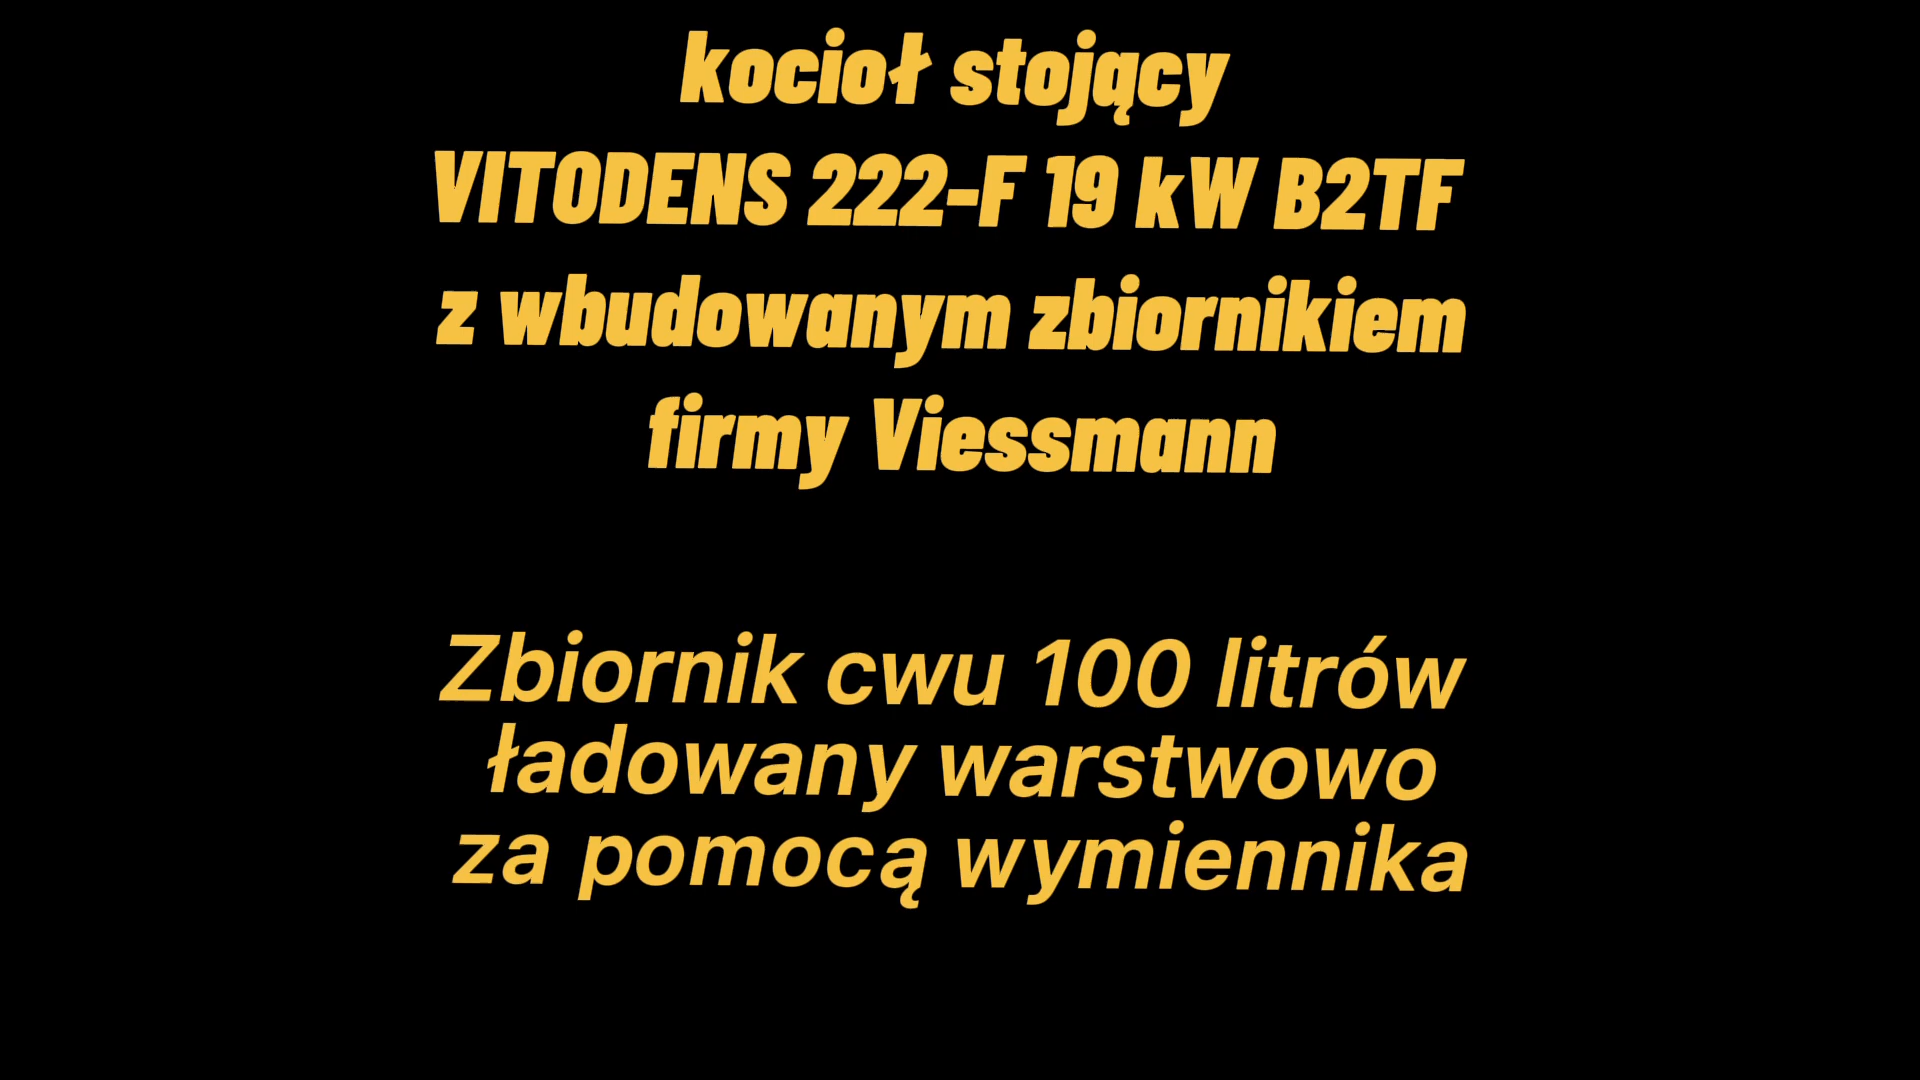 kocioł stojący
VITODENS 222-F 19 kW B2TF
z wbudowanym zbiornikiem
firmy Viessmann
Zbiornik cwu 100 litrów
ładowany warstwowo
za pomocą wymiennika